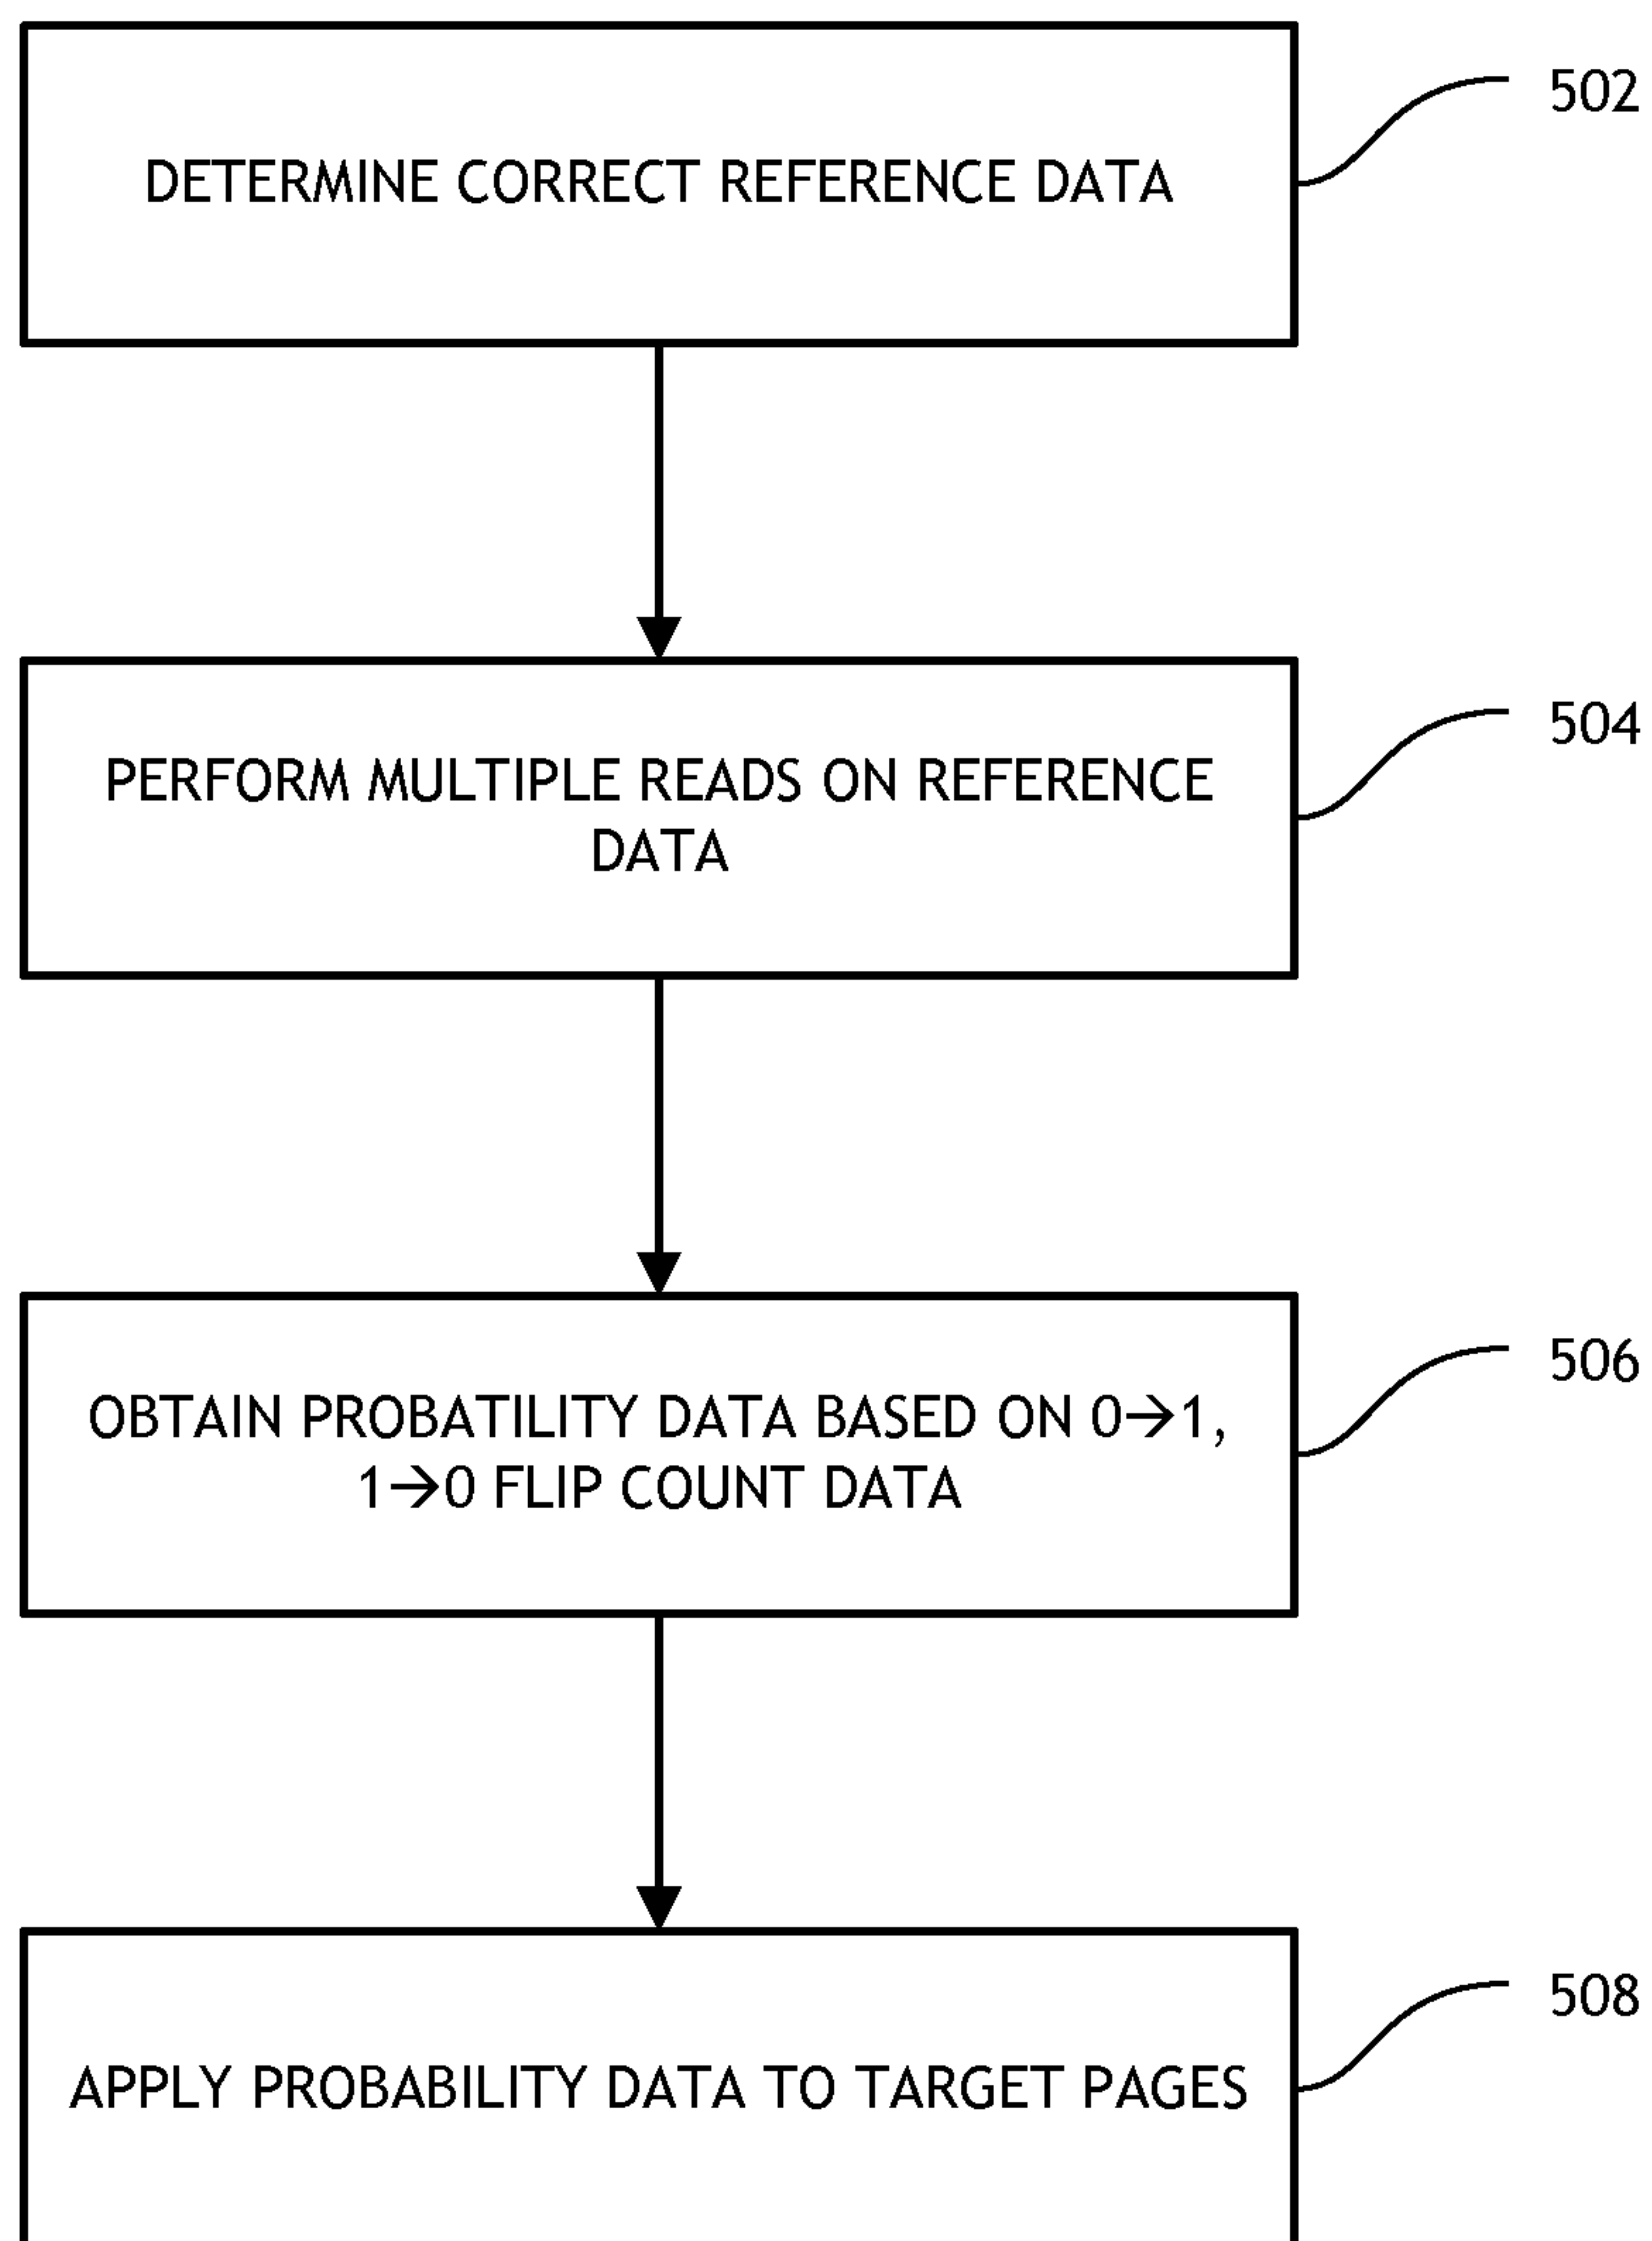 502
DETERMINE CORRECT REFERENCE DATA
504
PERFORM MULTIPLE READS ON REFERENCE
DATA
506
OBTAIN PROBATILITY DATA BASED ON 0→1,
1→0 FLIP COUNT DATA
508
APPLY PROBABILITY DATA TO TARGET PAGES